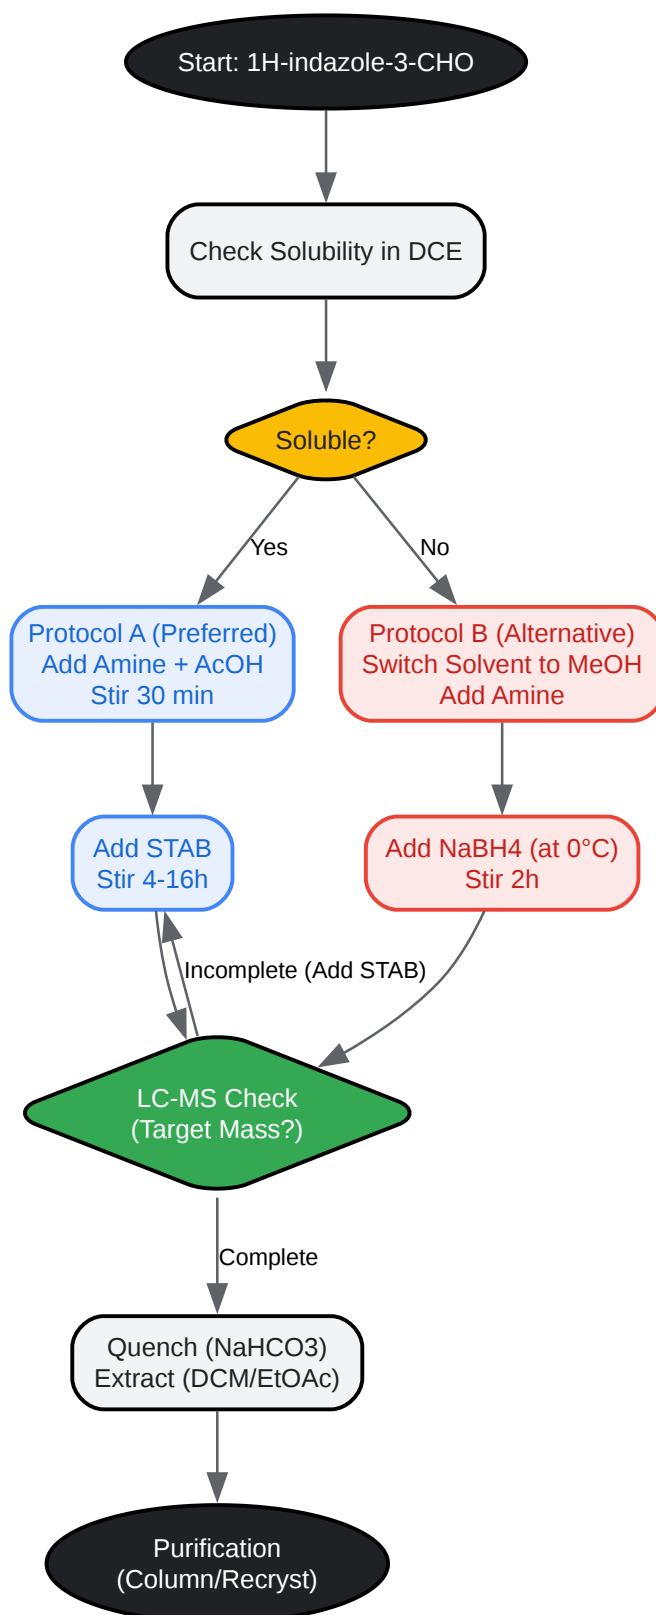 Start: 1H-indazole-3-CHO
Check Solubility in DCE
Soluble?
Yes
No
Protocol A (Preferred)
Add Amine + AcOH
Stir 30 min
Protocol B (Alternative)
Switch Solvent to MeOH
Add Amine
Add STAB
Stir 4-16h
Add NaBH4 (at 0°C)
Stir 2h
Incomplete (Add STAB)
LC-MS Check
(Target Mass?)
Complete
Quench (NaHCO3)
Extract (DCM/EtOAc)
Purification
(Column/Recryst)